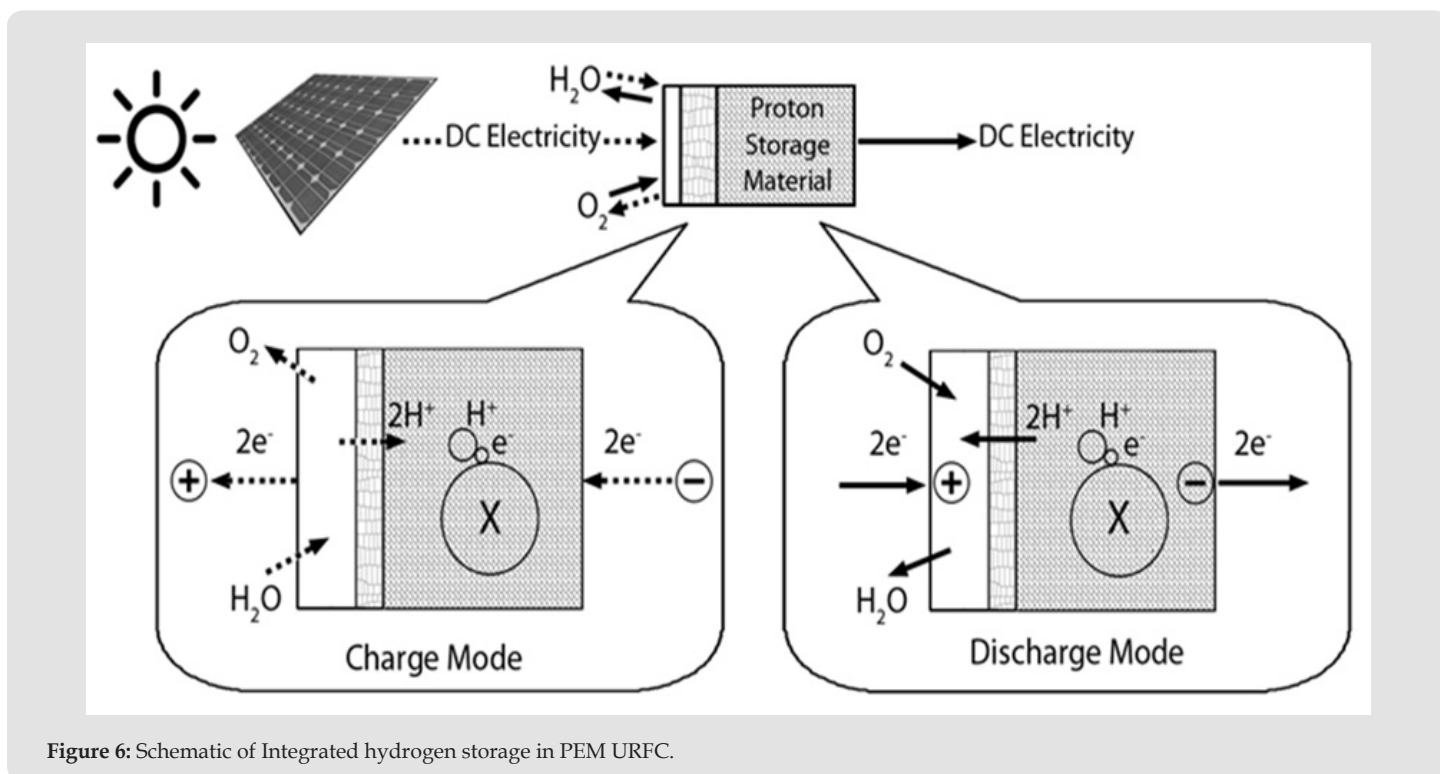 H₂O
Proton
Storage
Material
....DC Electricity....
DC Electricity
O₂
O₂
2H⁺ H⁺
e⁻
2e⁻
2e⁻
+
−
X
H₂O
Charge Mode
O₂
2H⁺ H⁺
e⁻
2e⁻
2e⁻
+
−
X
H₂O
Discharge Mode
Figure 6: Schematic of Integrated hydrogen storage in PEM URFC.